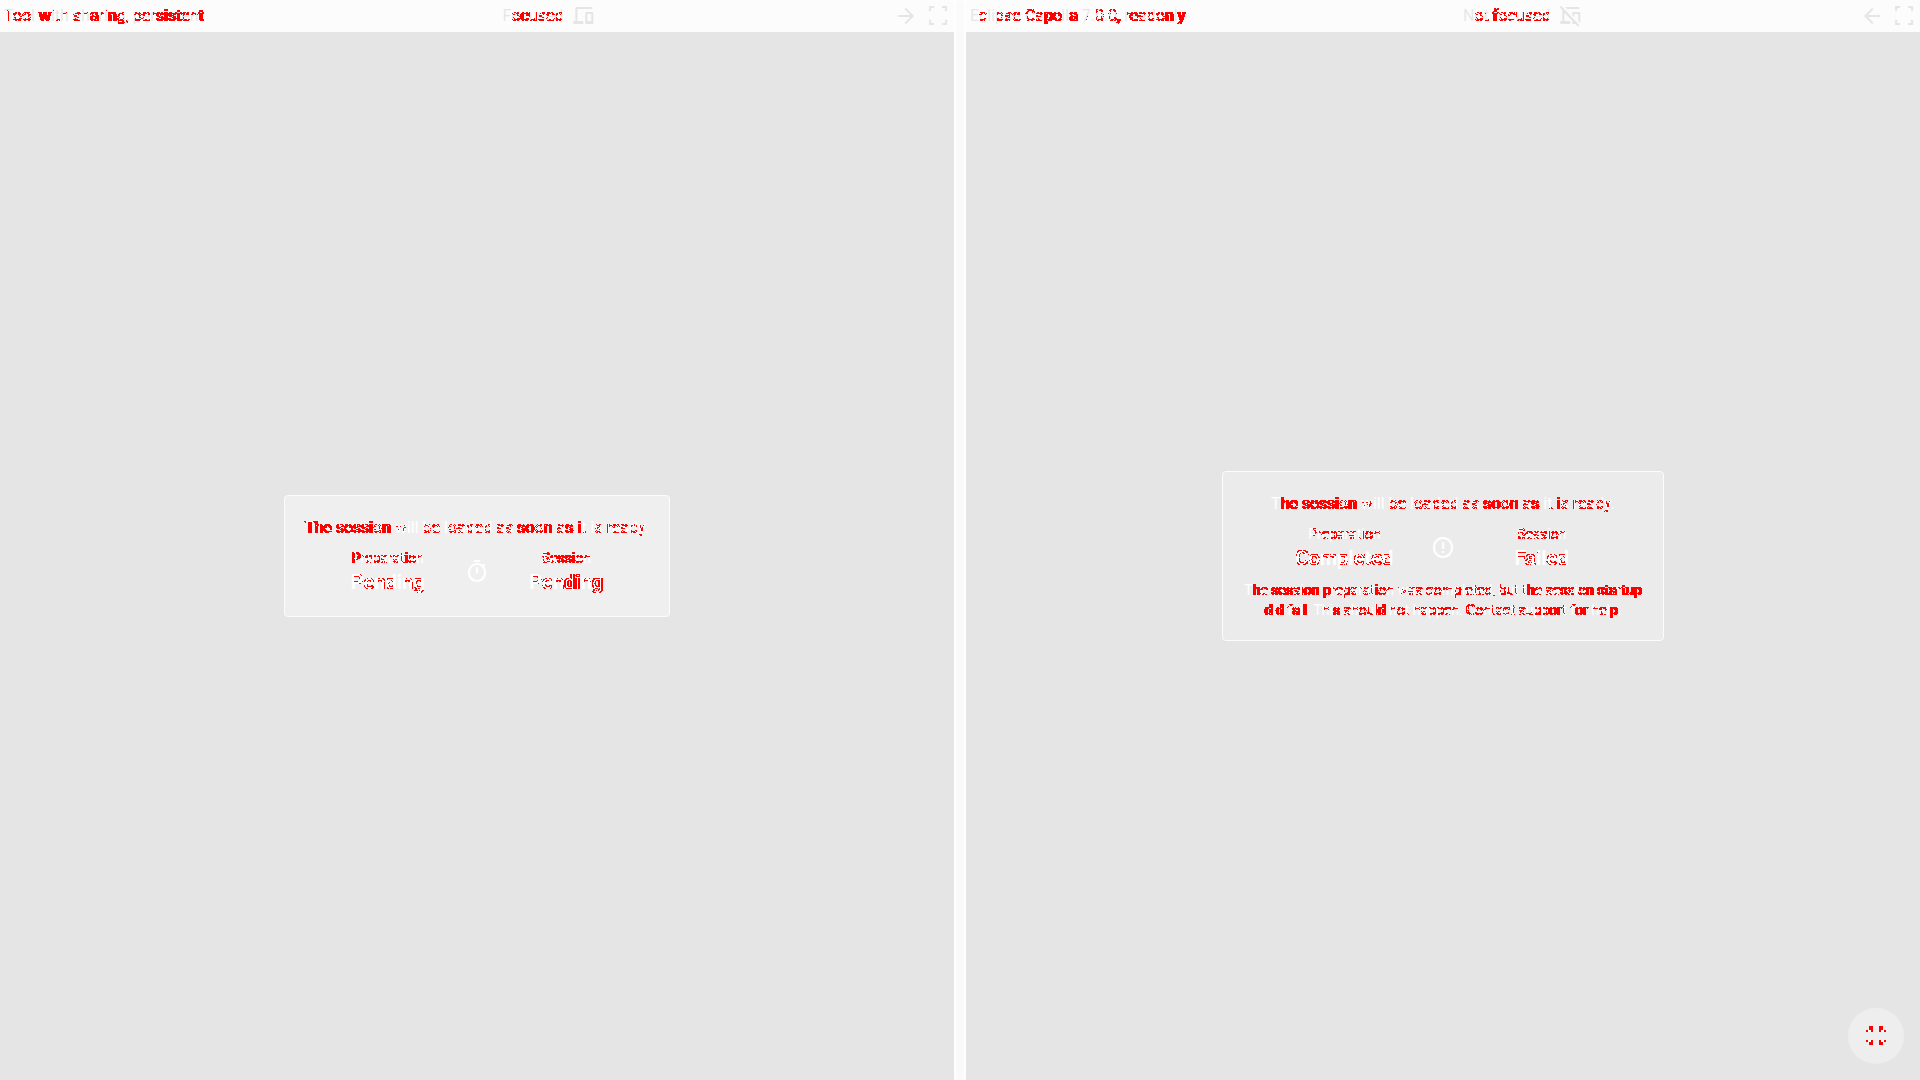 Tool with sharing, persistent
Focused
The session will be loaded as soon as it is ready
Preparation
Pending
Session
Pending
Eclipse Capella
readonly
Not focused
The session will be loaded as soon as it is ready
Preparation
Completed
Session
Failed
The session preparation was completed, but the session startup
did fail. This should not happen. Contact support for help